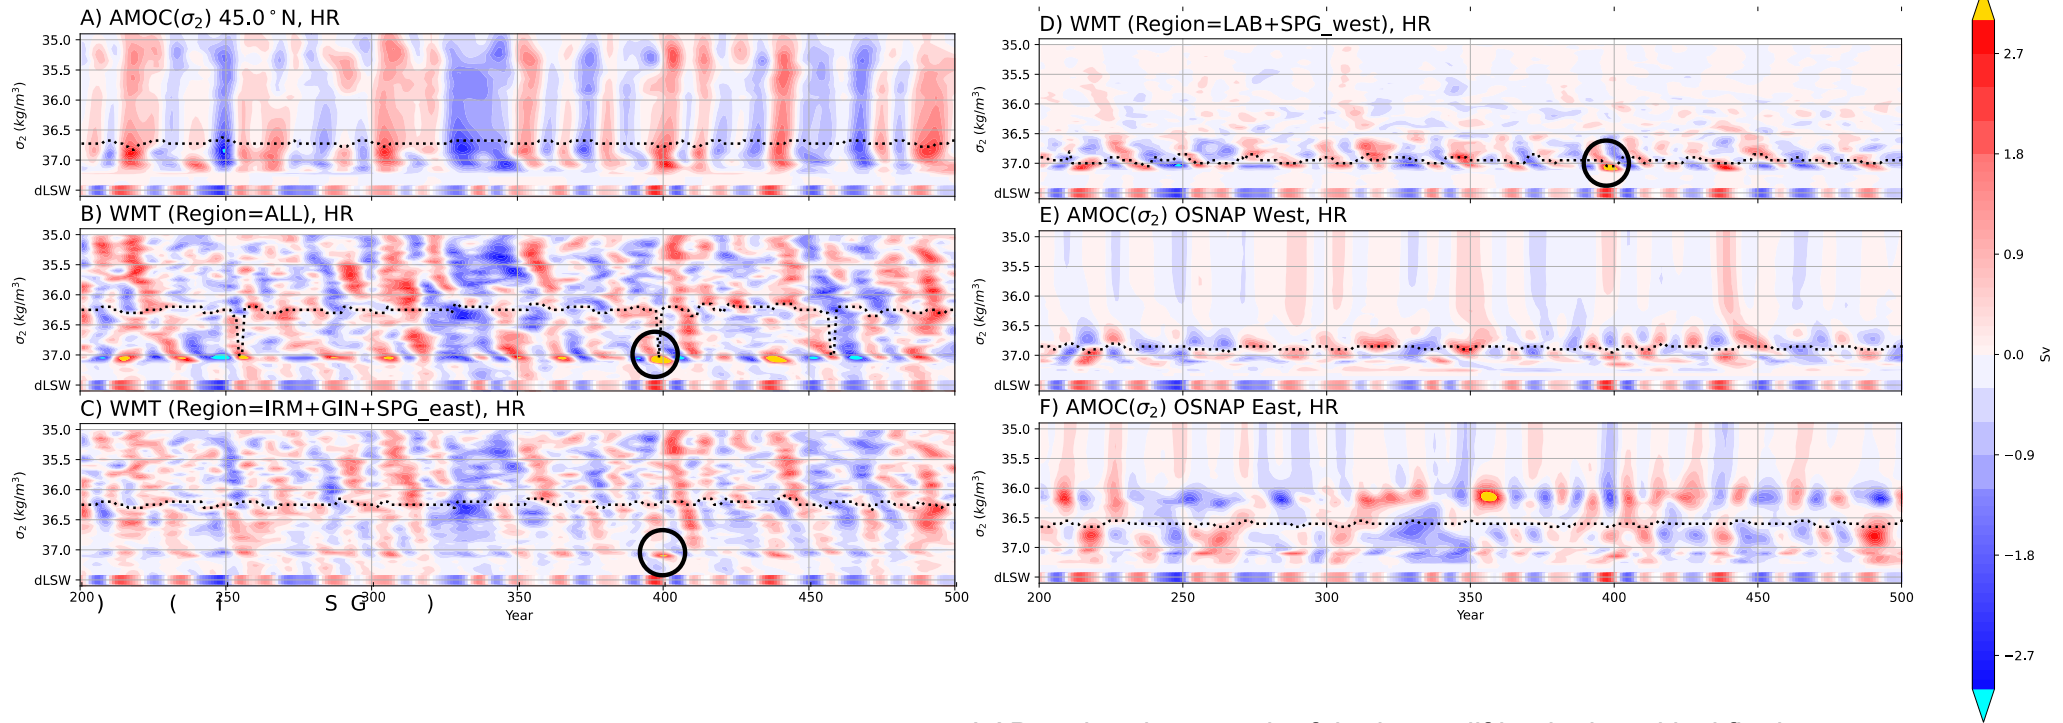 A) AMOC(σ2) 45.0°N, HR
35.0
35.5
36.0
36.5
37.0
dLSW
σ2 (kg/m3)
B) WMT (Region=ALL), HR
35.0
35.5
36.0
36.5
37.0
dLSW
σ2 (kg/m3)
C) WMT (Region=IRM+GIN+SPG_east), HR
35.0
35.5
36.0
36.5
37.0
dLSW
σ2 (kg/m3)
200 250 300 350 400 450 500
) ( S G )
Year
D) WMT (Region=LAB+SPG_west), HR
35.0
35.5
36.0
36.5
37.0
dLSW
σ2 (kg/m3)
E) AMOC(σ2) OSNAP West, HR
35.0
35.5
36.0
36.5
37.0
dLSW
σ2 (kg/m3)
F) AMOC(σ2) OSNAP East, HR
35.0
35.5
36.0
36.5
37.0
dLSW
σ2 (kg/m3)
200 250 300 350 400 450 500
Year
2.7
1.8
0.9
0.0
−0.9
−1.8
−2.7
Sv